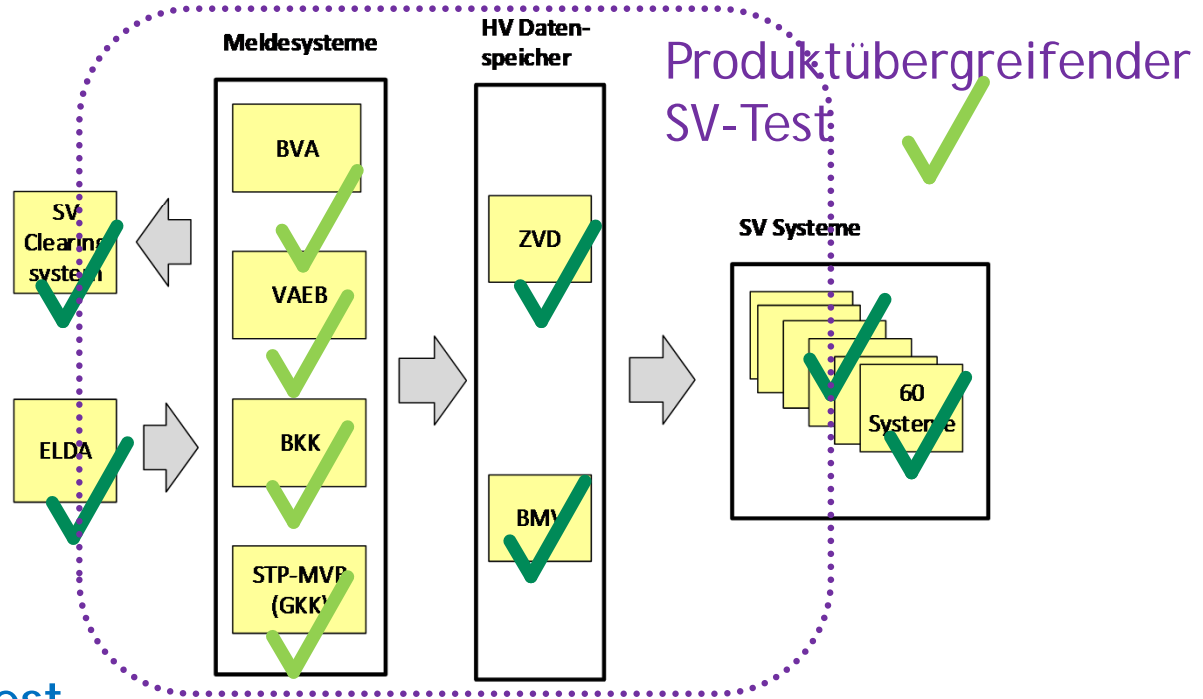 Meldesysteme
HV Daten-
speicher
Produktübergreifender
SV-Test
BVA
SV
Clearing
system
VAEB
ZVD
SV Systeme
ELDA
BKK
60
Systeme
BMV
STP-MVB
(GKK)